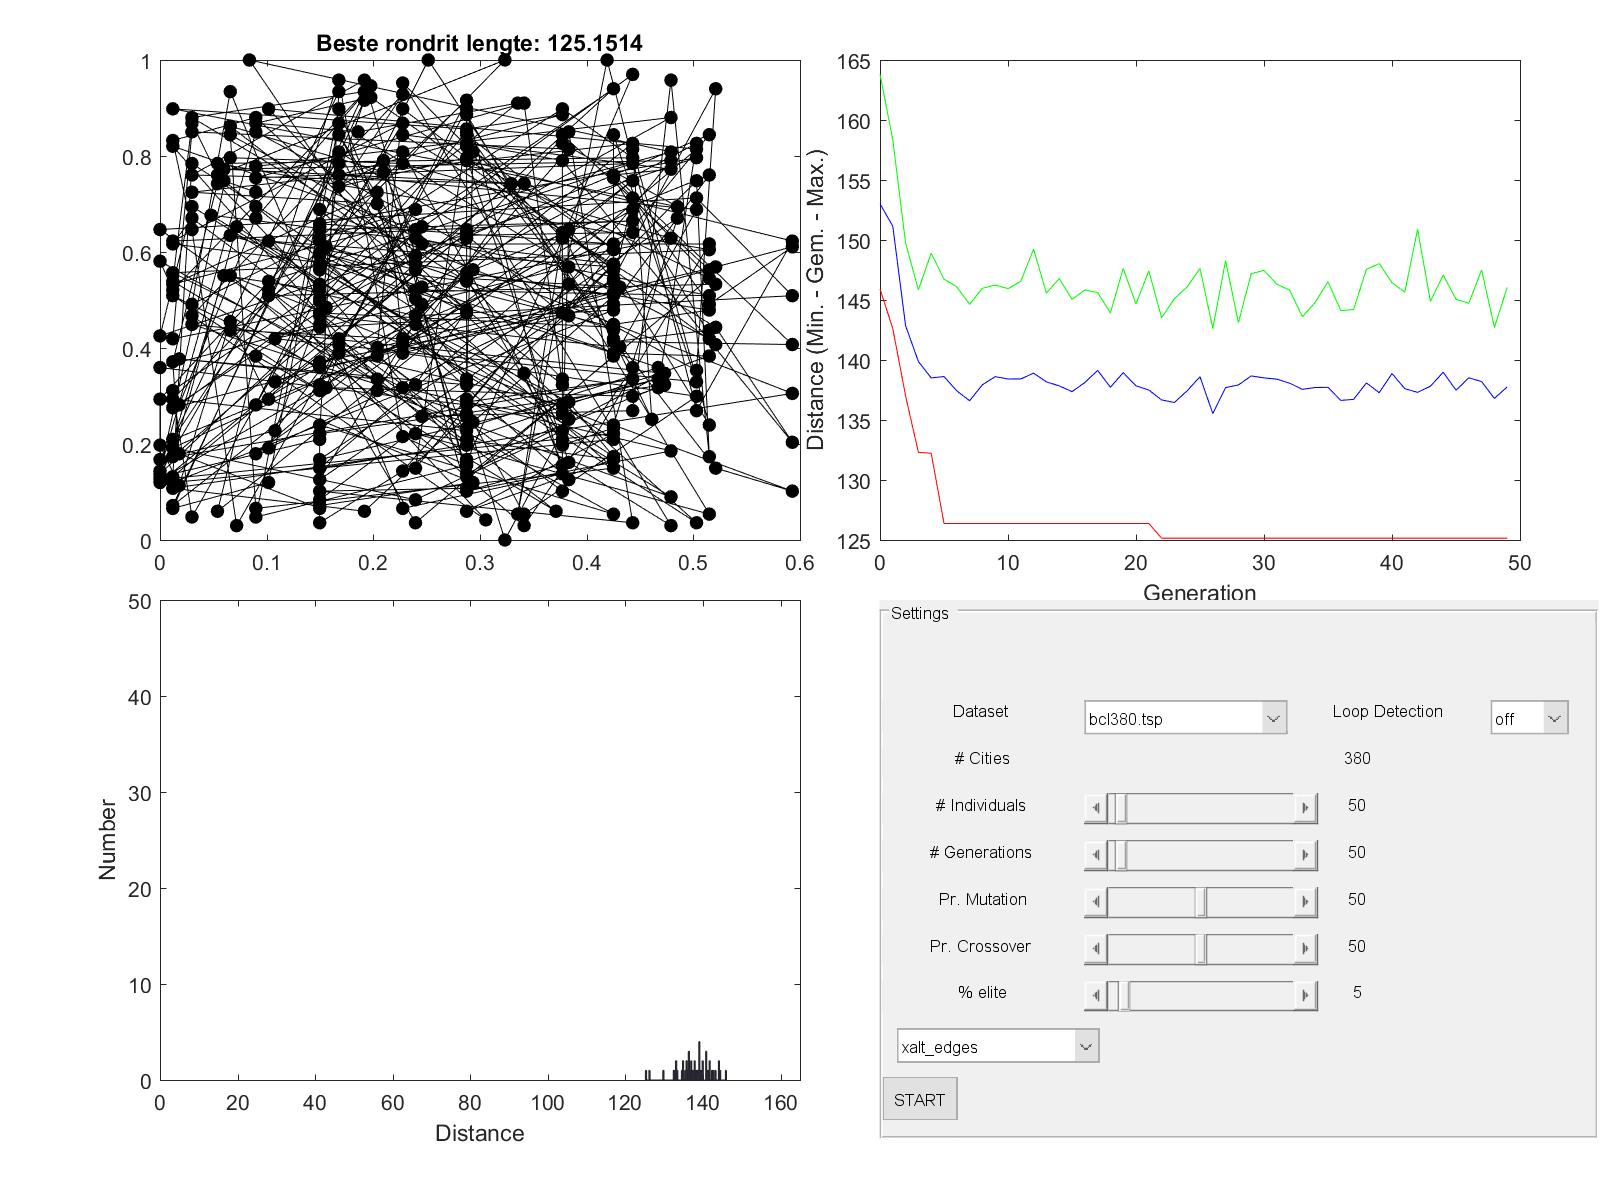 Beste rondrit lengte: 125.1514
1
0.8
0.6
0.4
0.2
0
0 0.1 0.2 0.3 0.4 0.5 0.6
165
160
155
150
145
140
135
130
125
Distance (Min. - Gem. - Max.)
0 10 20 30 40 50
Generation
50
40
30
20
10
0
Number
0 20 40 60 80 100 120 140 160
Distance
Settings
Dataset bcl380.tsp Loop Detection off
# Cities 380
# Individuals 50
# Generations 50
Pr. Mutation 50
Pr. Crossover 50
% elite 5
xalt_edges
START